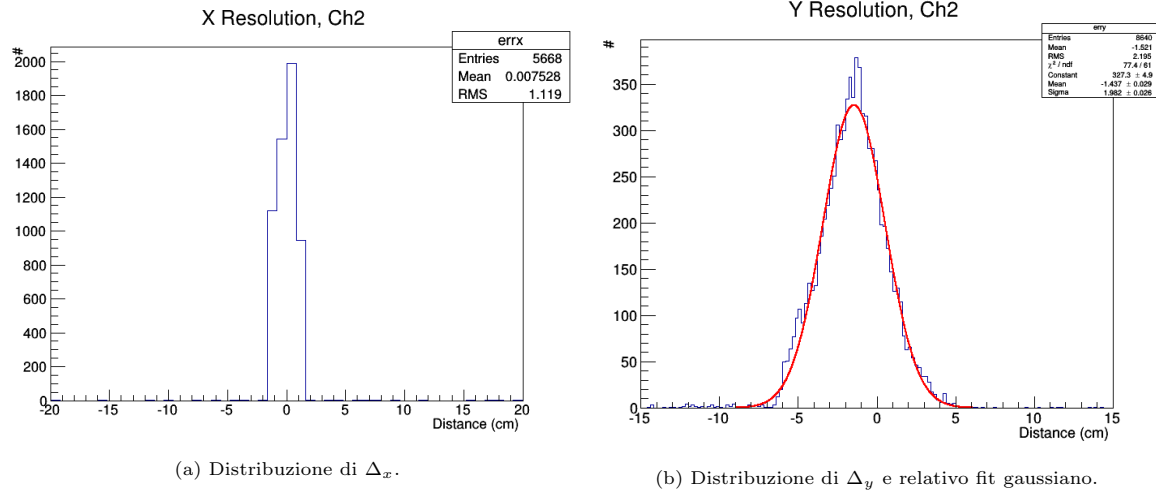 X Resolution, Ch2
#
errx
Entries 5668
Mean 0.007528
RMS 1.119
2000
1800
1600
1400
1200
1000
800
600
400
200
0
-20 -15 -10 -5 0 5 10 15 20
Distance (cm)
(a) Distribuzione di Δx.
Y Resolution, Ch2
#
erry
Entries 8640
Mean -1.521
RMS 2.195
χ² / ndf 77.4 / 61
Constant 327.3 ± 4.9
Mean -1.437 ± 0.029
Sigma 1.982 ± 0.026
350
300
250
200
150
100
50
0
-15 -10 -5 0 5 10 15
Distance (cm)
(b) Distribuzione di Δy e relativo fit gaussiano.